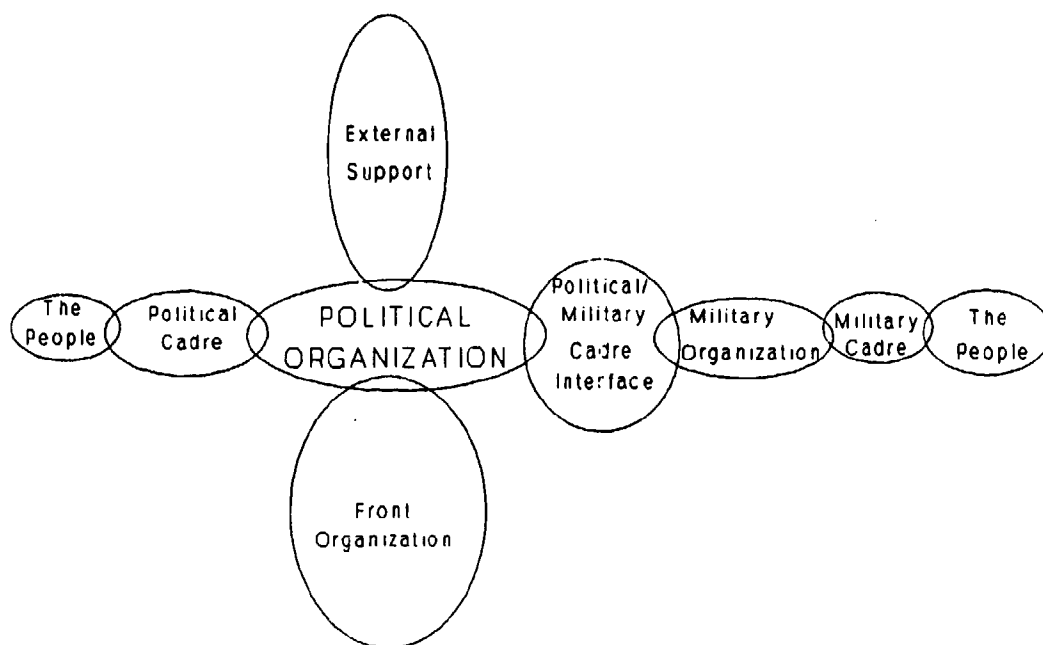 External
Support
The
People
Political
Cadre
POLITICAL
ORGANIZATION
Political/
Military
Cadre
Interface
Military
Organization
Military
Cadre
The
People
Front
Organization